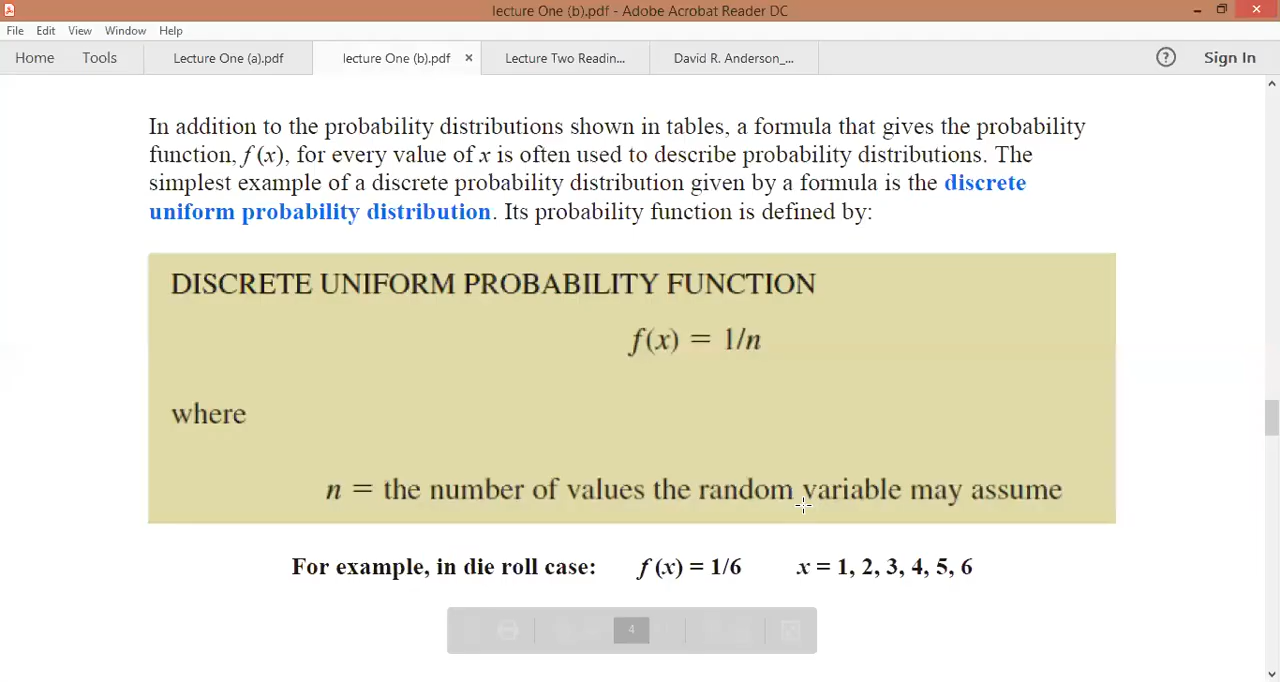 lecture One (b).pdf - Adobe Acrobat Reader DC
File Edit View Window Help
Home Tools Lecture One (a).pdf lecture One (b).pdf × Lecture Two Readin... David R. Anderson_... ? Sign In
In addition to the probability distributions shown in tables, a formula that gives the probability
function, f (x), for every value of x is often used to describe probability distributions. The
simplest example of a discrete probability distribution given by a formula is the discrete
uniform probability distribution. Its probability function is defined by:
DISCRETE UNIFORM PROBABILITY FUNCTION
f(x) = 1/n
where
n = the number of values the random variable may assume
For example, in die roll case: f (x) = 1/6 x = 1, 2, 3, 4, 5, 6
4